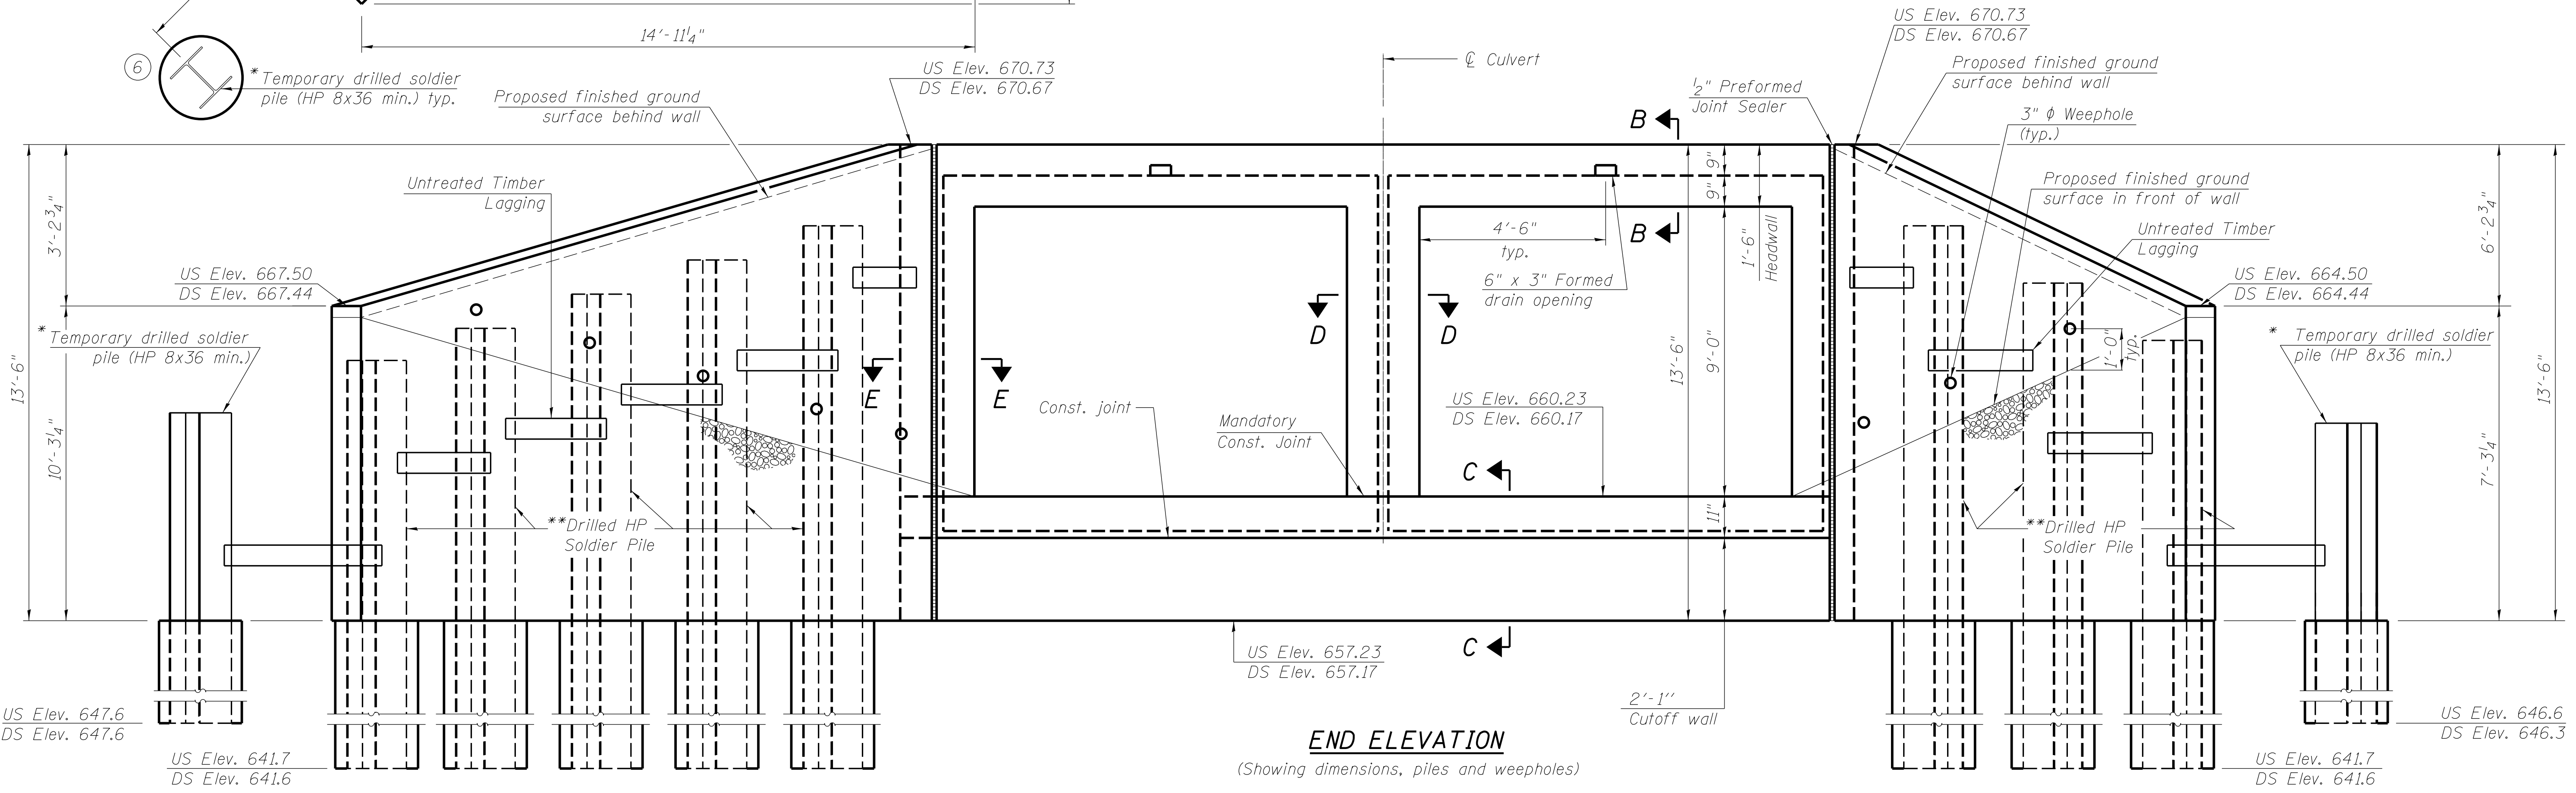 14'-11¼"
6
* Temporary drilled soldier
pile (HP 8x36 min.) typ.
US Elev. 670.73
DS Elev. 670.67
Proposed finished ground
surface behind wall
℄ Culvert
½" Preformed
Joint Sealer
B
US Elev. 670.73
DS Elev. 670.67
Proposed finished ground
surface behind wall
3" ϕ Weephole
(typ.)
Untreated Timber
Lagging
Proposed finished ground
surface in front of wall
Untreated Timber
Lagging
9"
9"
1'-6"
Headwall
B
4'-6"
typ.
6" x 3" Formed
drain opening
3'-2¾"
6'-2¾"
US Elev. 667.50
DS Elev. 667.44
US Elev. 664.50
DS Elev. 664.44
* Temporary drilled soldier
pile (HP 8x36 min.)
* Temporary drilled soldier
pile (HP 8x36 min.)
D
D
E
E
13'-6"
10'-3¼"
13'-6"
9'-0"
1'-0"
typ.
13'-6"
7'-3¼"
Const. joint
Mandatory
Const. Joint
US Elev. 660.23
DS Elev. 660.17
C
11"
**Drilled HP
Soldier Pile
**Drilled HP
Soldier Pile
US Elev. 657.23
DS Elev. 657.17
C
2'-1"
Cutoff wall
US Elev. 647.6
DS Elev. 647.6
US Elev. 646.6
DS Elev. 646.3
US Elev. 641.7
DS Elev. 641.6
US Elev. 641.7
DS Elev. 641.6
END ELEVATION
(Showing dimensions, piles and weepholes)